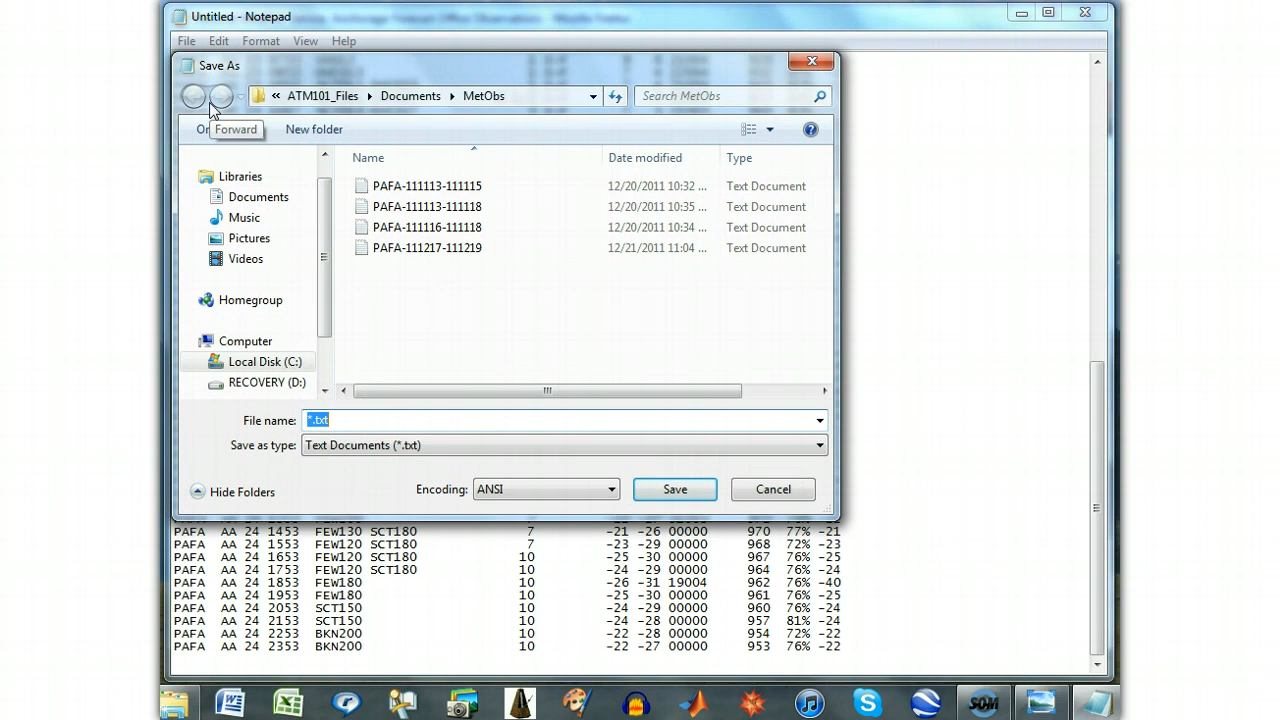 Untitled - Notepad
File Edit Format View Help
Save As
ATM101_Files Documents MetObs Search MetObs
Forward New folder
Name Date modified Type
Libraries
Documents
Music
Pictures
Videos
Homegroup
Computer
Local Disk (C:)
RECOVERY (D:)
PAFA-111113-111115 12/20/2011 10:32 ... Text Document
PAFA-111113-111118 12/20/2011 10:35 ... Text Document
PAFA-111116-111118 12/20/2011 10:34 ... Text Document
PAFA-111217-111219 12/21/2011 11:04 ... Text Document
File name: *.txt
Save as type: Text Documents (*.txt)
Hide Folders Encoding: ANSI Save Cancel
PAFA AA 24 1453 FEW130 SCT180 7 -21 -26 00000 970 77% -21
PAFA AA 24 1553 FEW120 SCT180 7 -23 -29 00000 968 72% -23
PAFA AA 24 1653 FEW120 SCT180 10 -25 -30 00000 967 76% -25
PAFA AA 24 1753 FEW120 SCT180 10 -24 -29 00000 964 76% -24
PAFA AA 24 1853 FEW180 10 -26 -31 19004 962 76% -40
PAFA AA 24 1953 FEW180 10 -25 -30 00000 961 76% -25
PAFA AA 24 2053 SCT150 10 -24 -29 00000 960 76% -24
PAFA AA 24 2153 SCT150 10 -24 -29 00000 957 81% -24
PAFA AA 24 2253 BKN200 10 -22 -28 00000 954 72% -22
PAFA AA 24 2353 BKN200 10 -22 -27 00000 953 76% -22